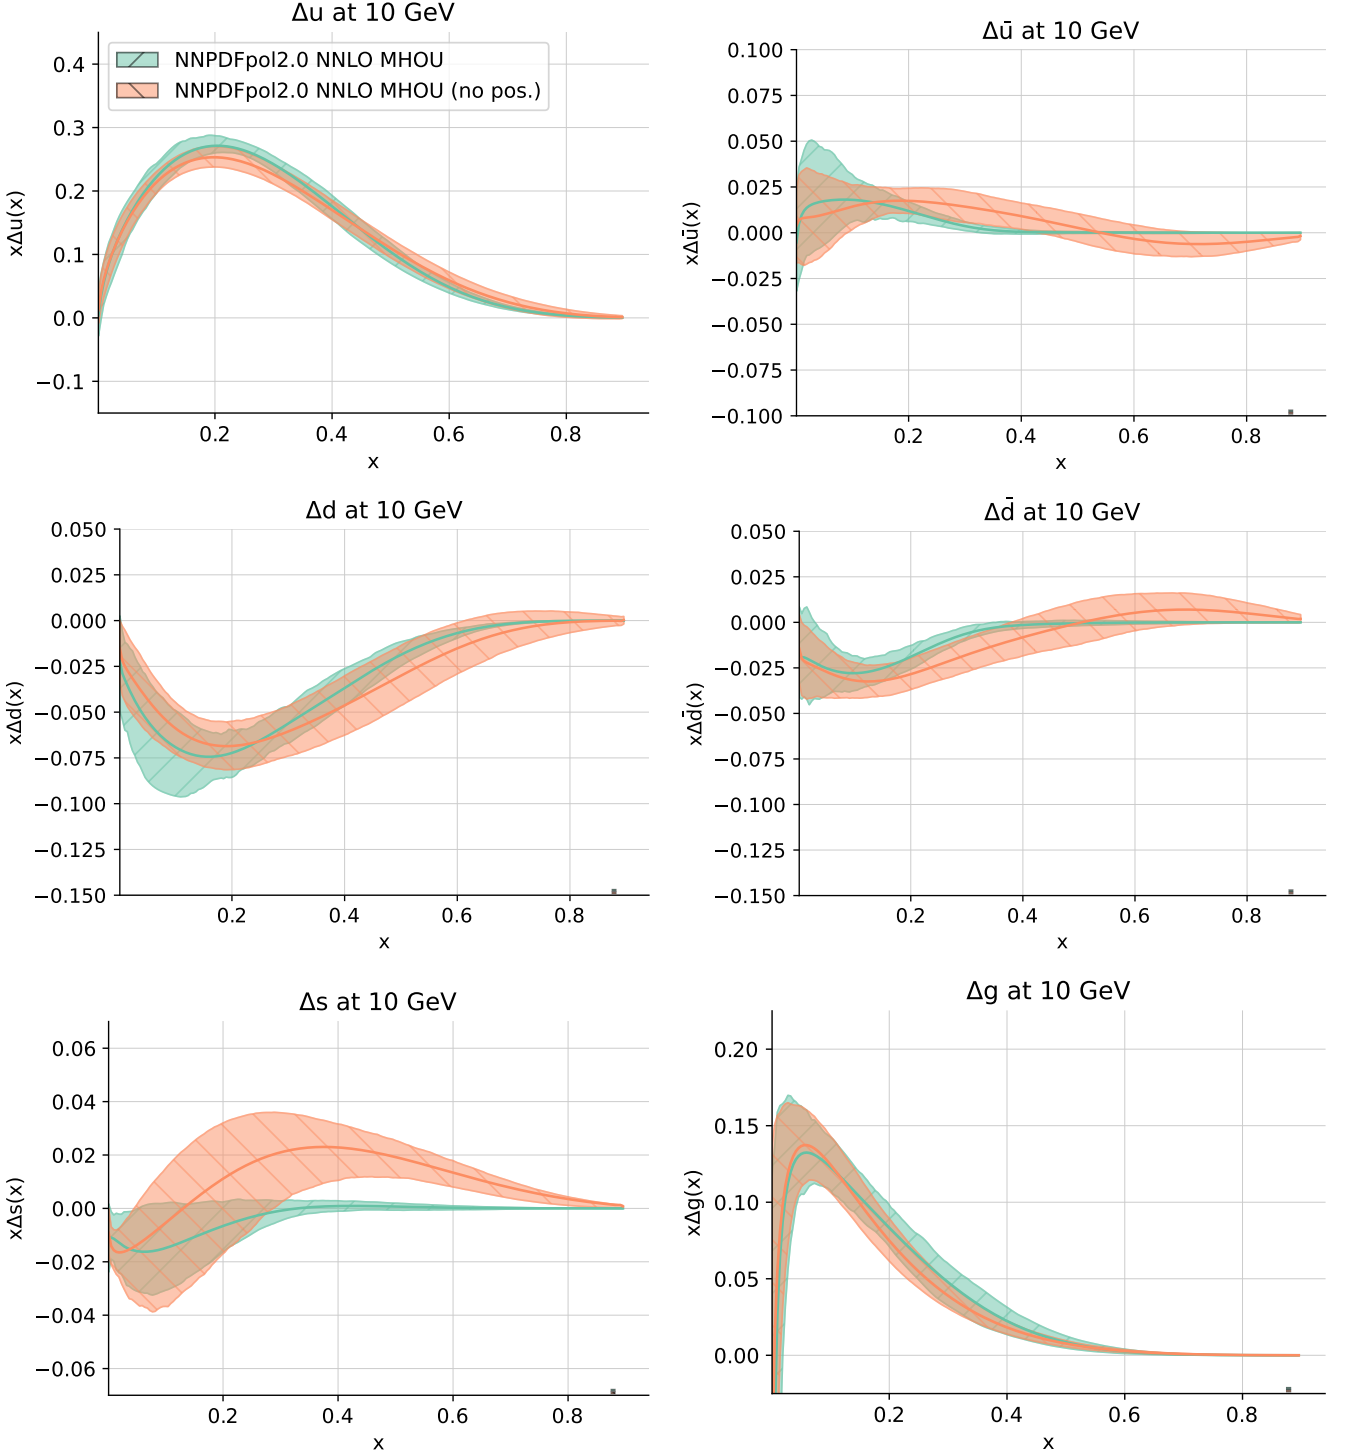 Δu at 10 GeV
NNPDFpol2.0 NNLO MHOU
NNPDFpol2.0 NNLO MHOU (no pos.)
0.4
0.3
0.2
0.1
0.0
−0.1
xΔu(x)
0.2 0.4 0.6 0.8
x
Δū at 10 GeV
0.100
0.075
0.050
0.025
0.000
−0.025
−0.050
−0.075
−0.100
xΔū(x)
0.2 0.4 0.6 0.8
x
Δd at 10 GeV
0.050
0.025
0.000
−0.025
−0.050
−0.075
−0.100
−0.125
−0.150
xΔd(x)
0.2 0.4 0.6 0.8
x
Δd̄ at 10 GeV
0.050
0.025
0.000
−0.025
−0.050
−0.075
−0.100
−0.125
−0.150
xΔd̄(x)
0.2 0.4 0.6 0.8
x
Δs at 10 GeV
0.06
0.04
0.02
0.00
−0.02
−0.04
−0.06
xΔs(x)
0.2 0.4 0.6 0.8
x
Δg at 10 GeV
0.20
0.15
0.10
0.05
0.00
xΔg(x)
0.2 0.4 0.6 0.8
x